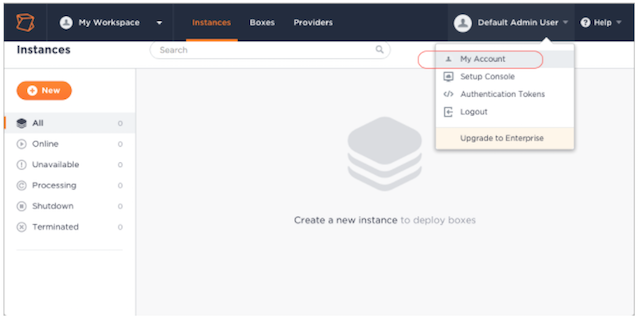 My Workspace
Instances
Boxes
Providers
Default Admin User
Help
Instances
Search
My Account
Setup Console
Authentication Tokens
Logout
Upgrade to Enterprise
New
All 0
Online 0
Unavailable 0
Processing 0
Shutdown 0
Terminated 0
Create a new instance to deploy boxes